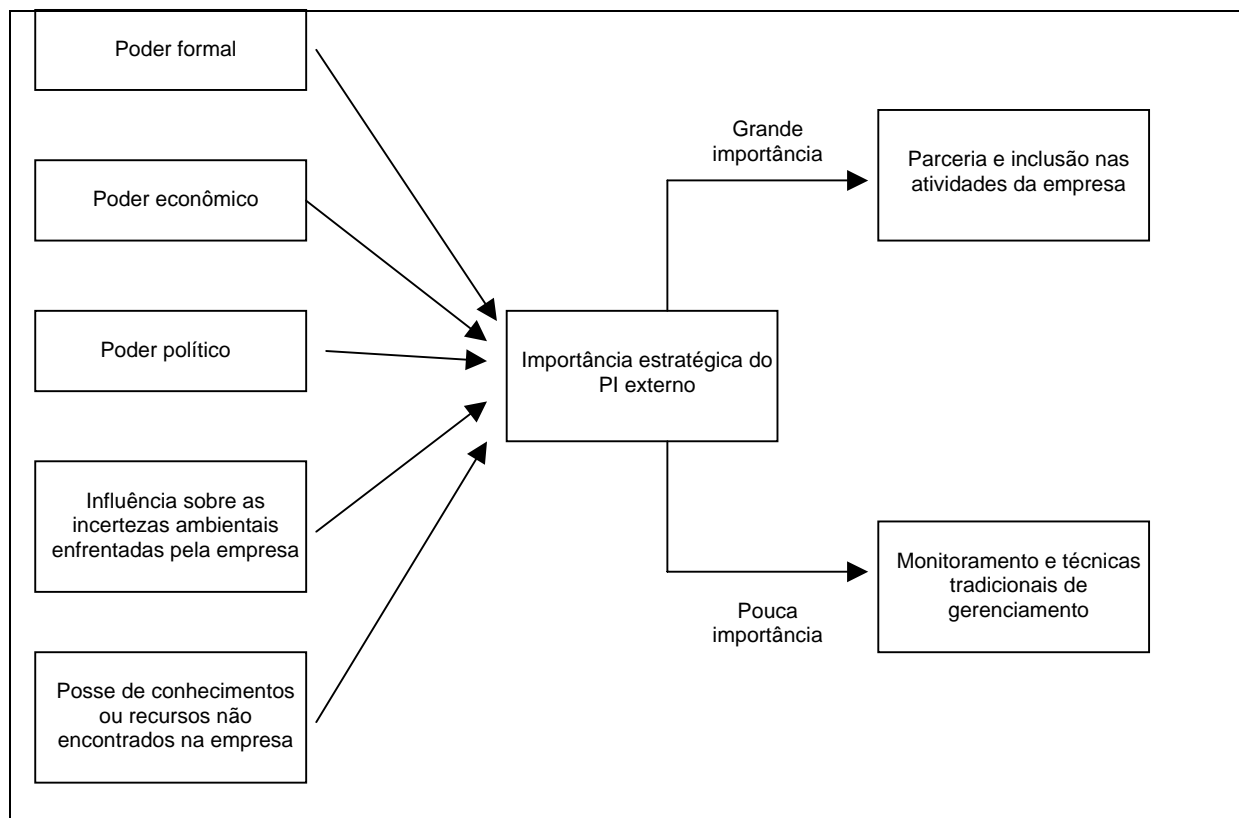 Poder formal
Poder econômico
Poder político
Influência sobre as
incertezas ambientais
enfrentadas pela empresa
Posse de conhecimentos
ou recursos não
encontrados na empresa
Importância estratégica do
PI externo
Grande
importância
Parceria e inclusão nas
atividades da empresa
Pouca
importância
Monitoramento e técnicas
tradicionais de
gerenciamento